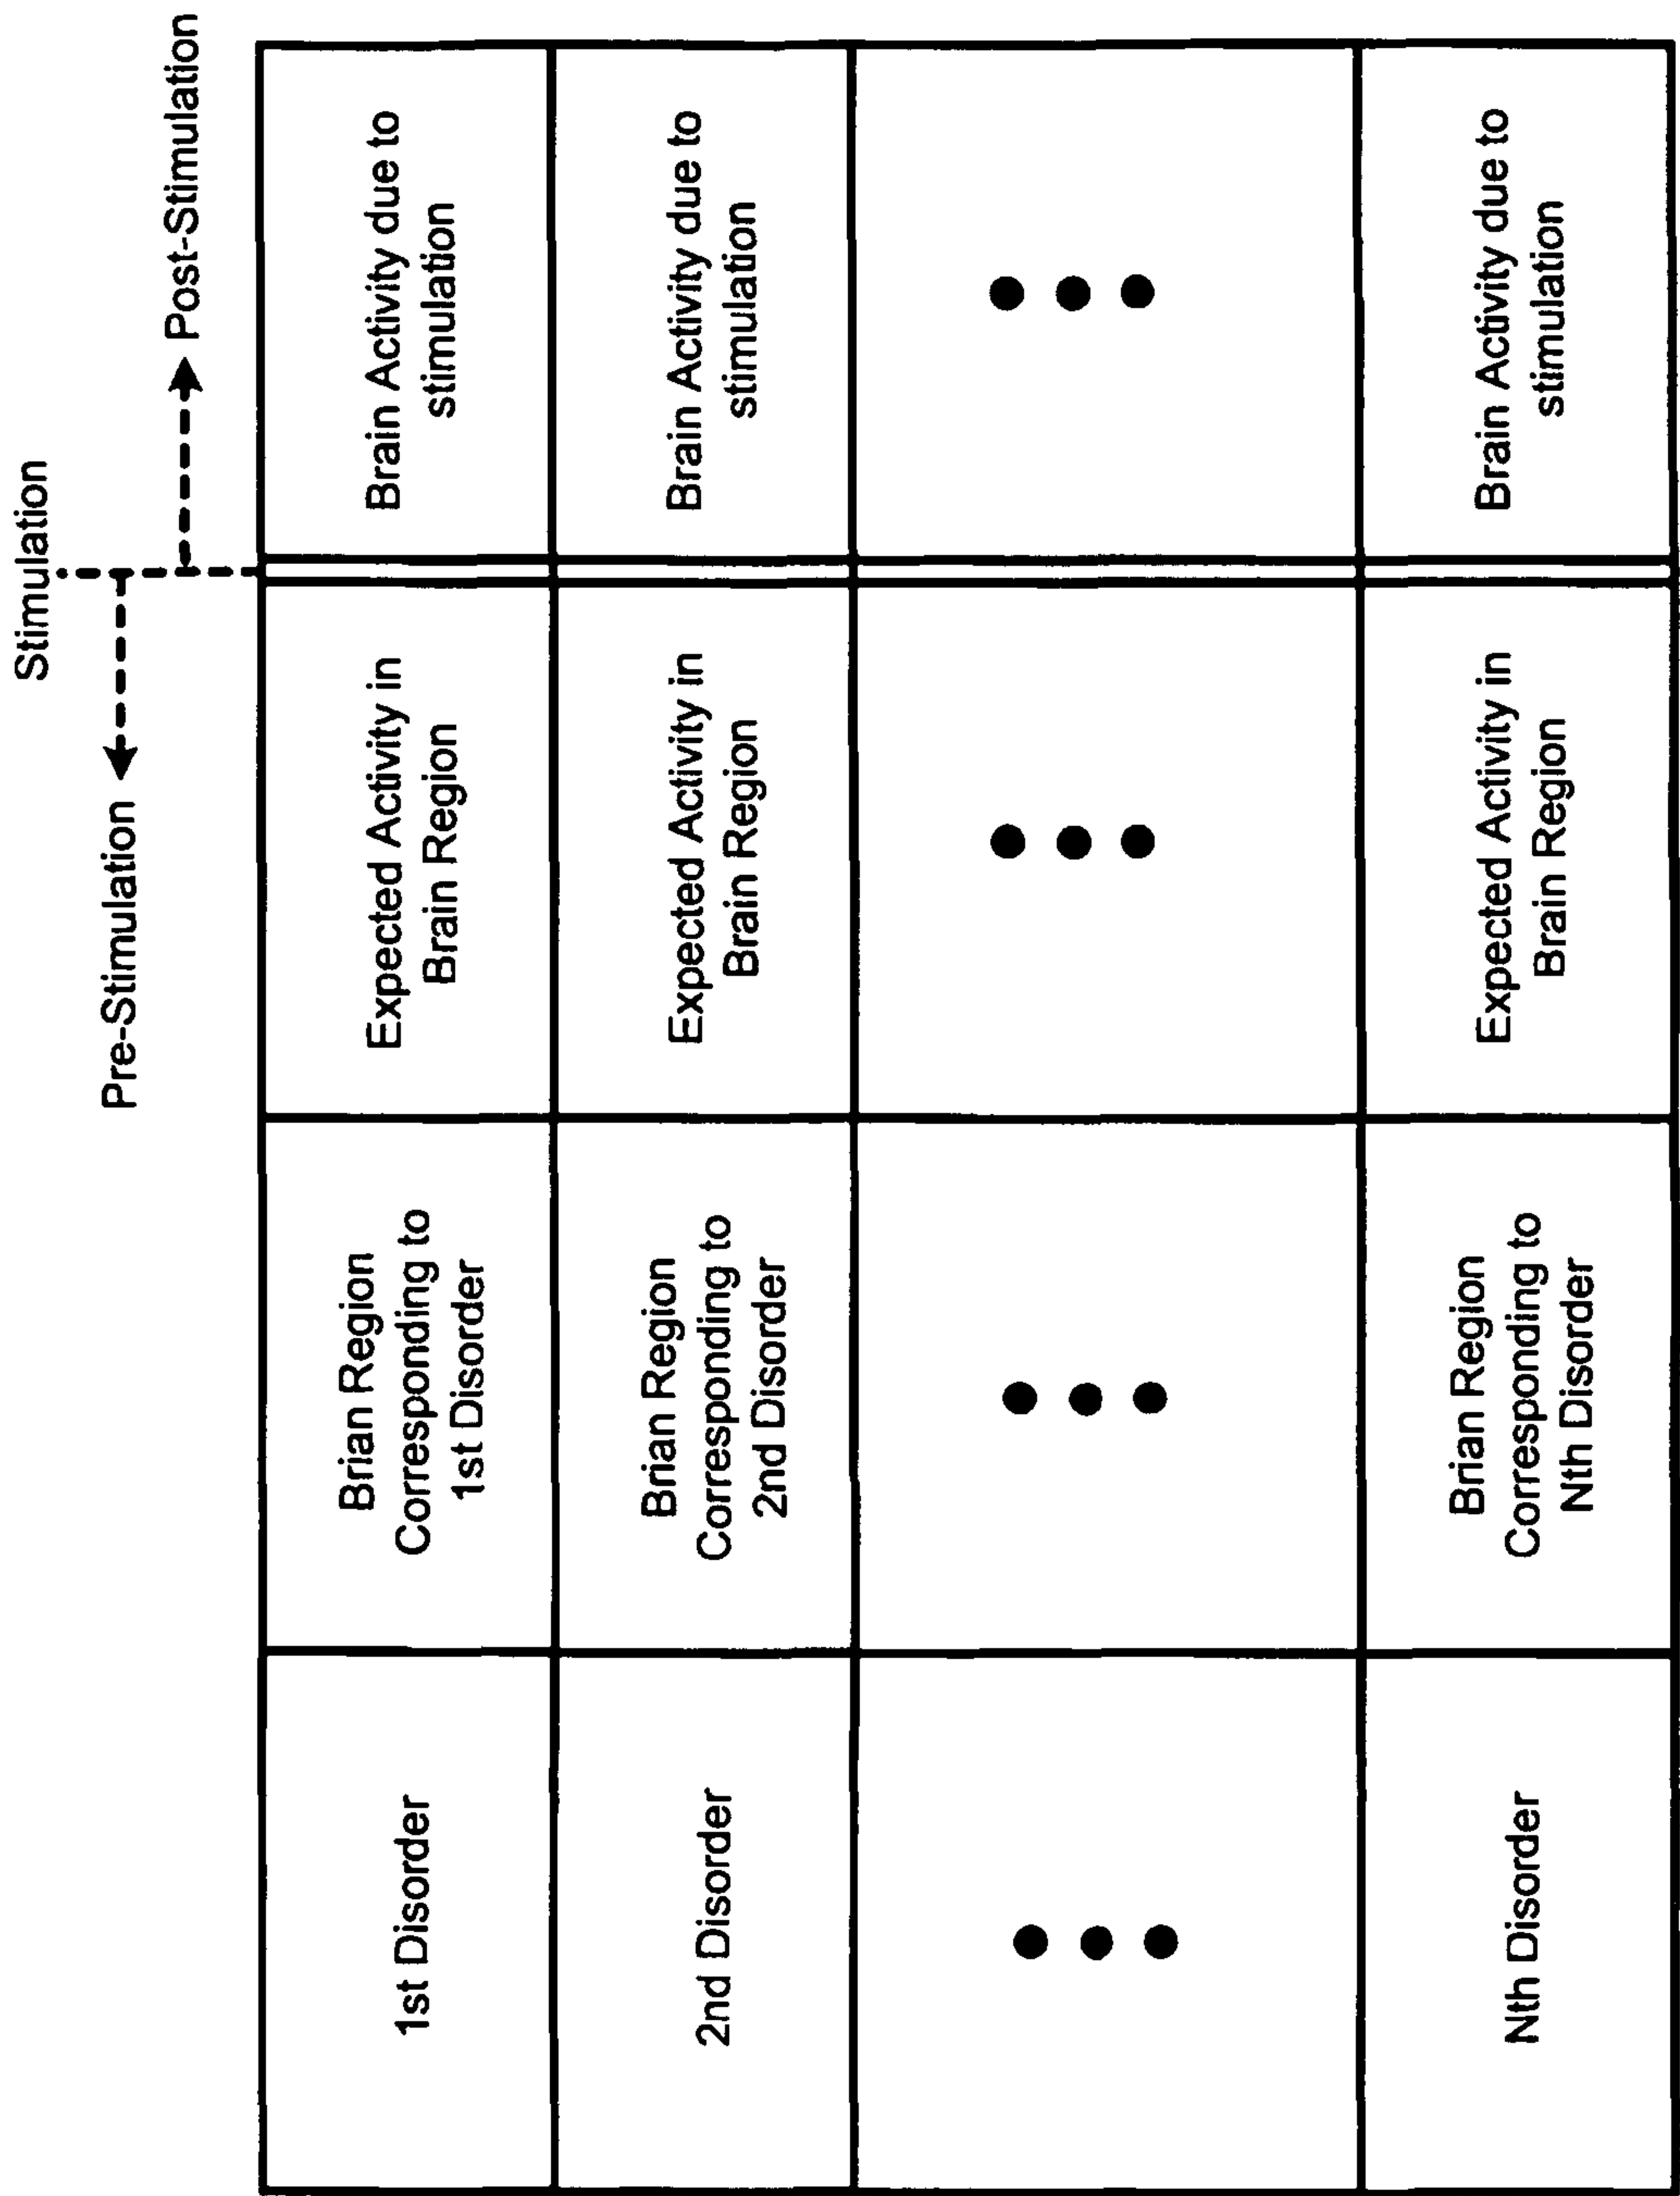 Stimulation
Pre-Stimulation
Post-Stimulation
1st Disorder
Brian Region
Corresponding to
1st Disorder
Expected Activity in
Brain Region
Brain Activity due to
stimulation
2nd Disorder
Brian Region
Corresponding to
2nd Disorder
Expected Activity in
Brain Region
Brain Activity due to
stimulation
Nth Disorder
Brian Region
Corresponding to
Nth Disorder
Expected Activity in
Brain Region
Brain Activity due to
stimulation